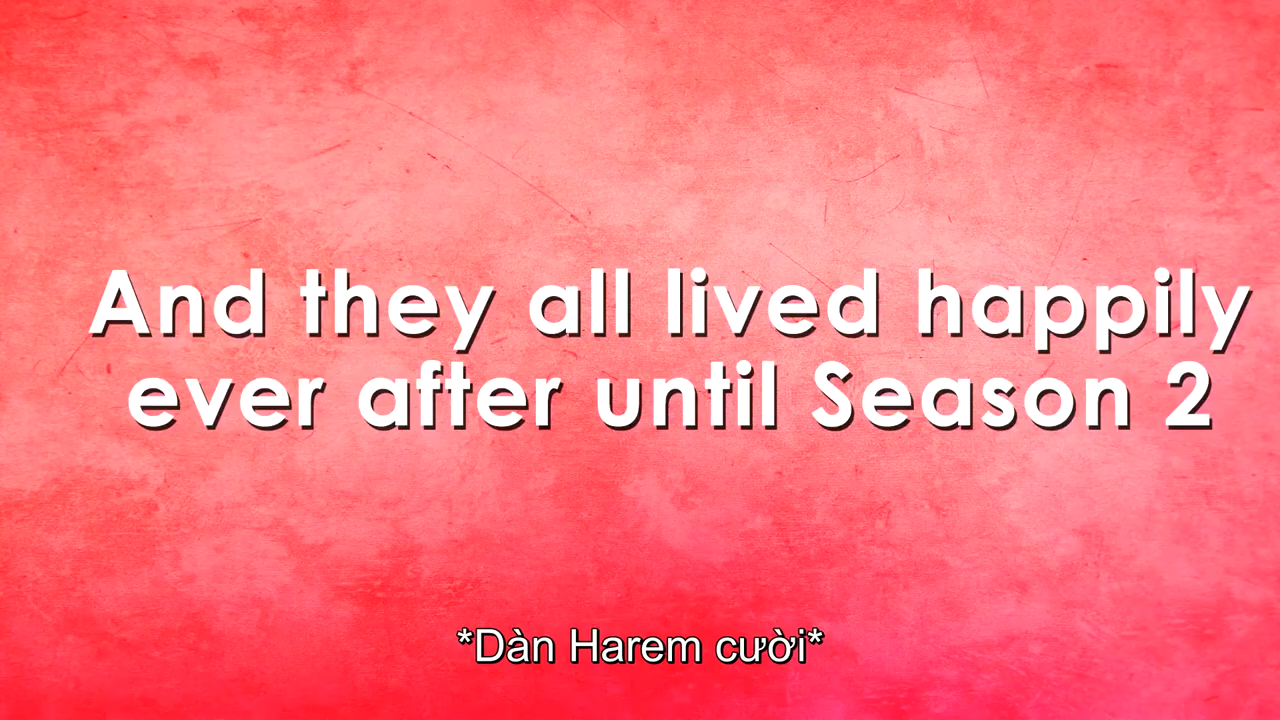 And they all lived happily
ever after until Season 2
*Dàn Harem cười*